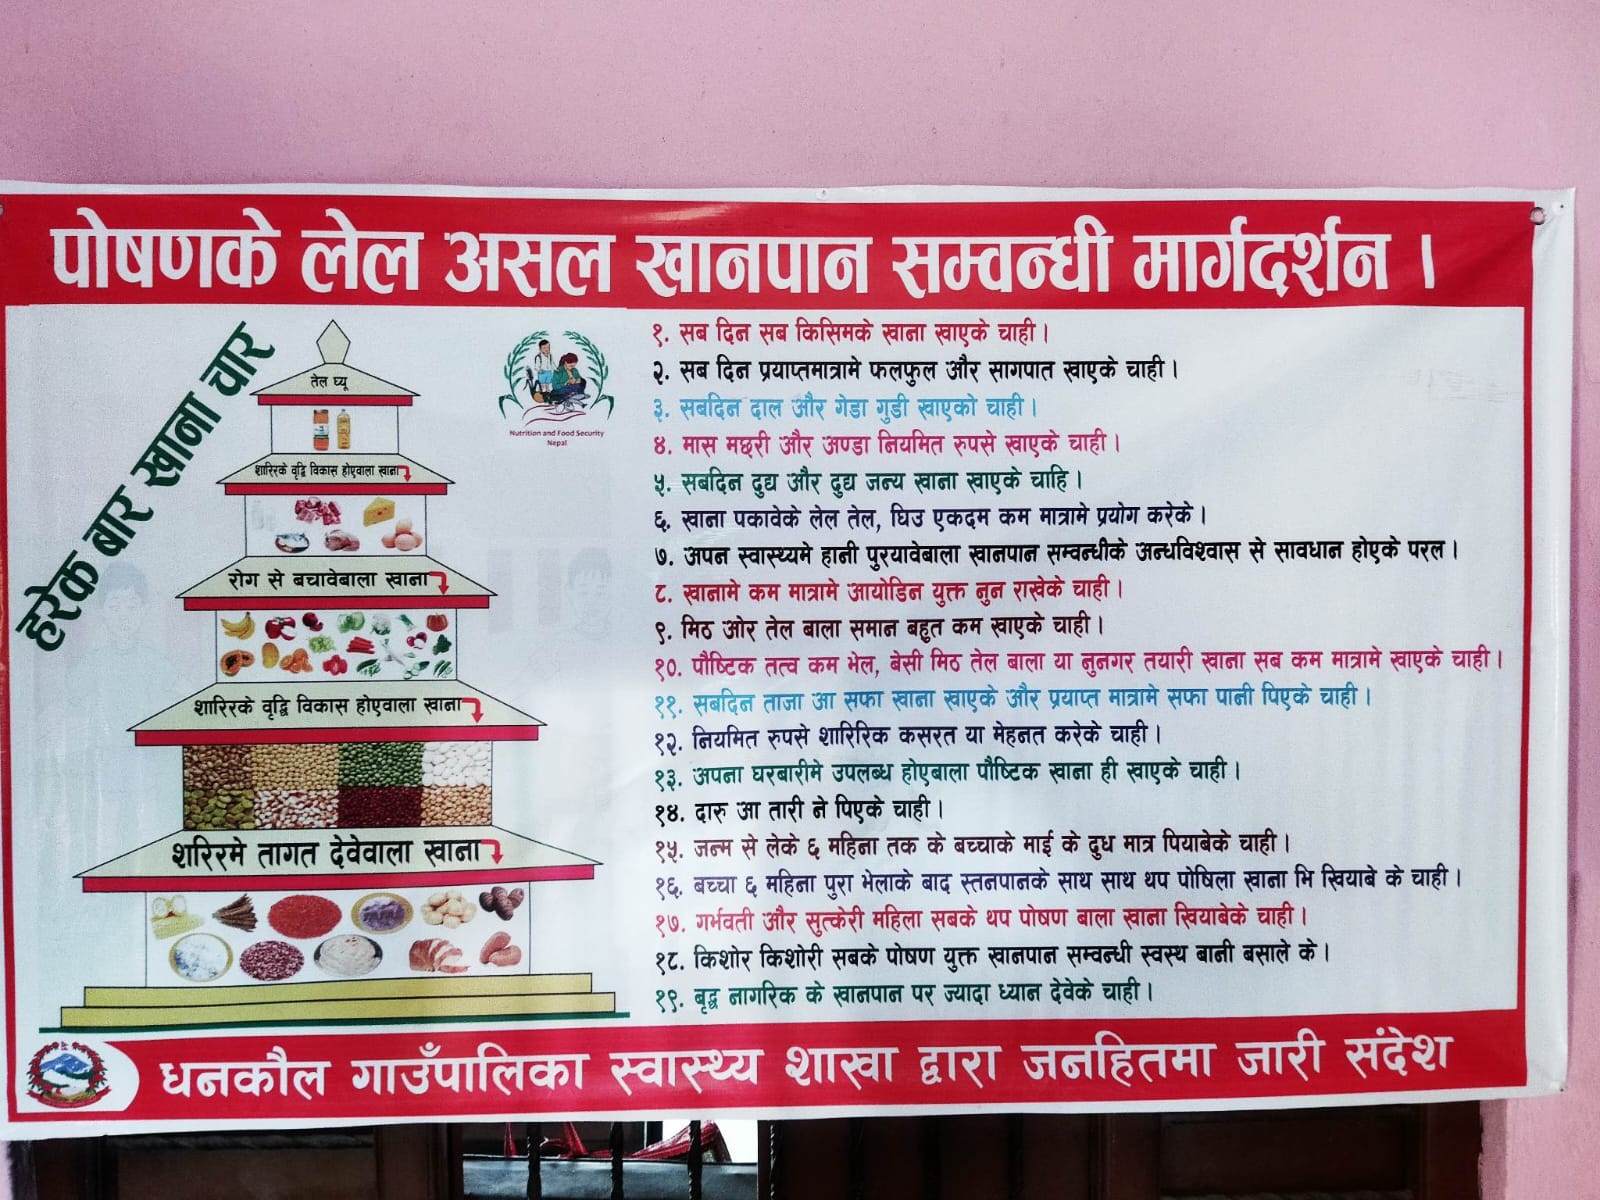 पोषणके लेल असल खानपान सम्वन्धी मार्गदर्शन ।
हरेक बार खाना चार
तेल घ्यू
शारिरके वृद्धि विकास होएवाला खाना
रोग से बचावेबाला खाना
शारिरके वृद्धि विकास होएवाला खाना
शरिरमे तागत देवेवाला खाना
Nutrition and Food Security
Nepal
१. सब दिन सब किसिमके खाना खाएके चाही ।
२. सब दिन प्रयाप्तमात्रामे फलफुल और सागपात खाएके चाही ।
३. सबदिन दाल और गेडा गुडी खाएको चाही ।
४. मास मछरी और अण्डा नियमित रुपसे खाएके चाही ।
५. सबदिन दुद्य और दुद्य जन्य खाना खाएके चाहि ।
६. खाना पकावेके लेल तेल, घिउ एकदम कम मात्रामे प्रयोग करेके ।
७. अपन स्वास्थ्यमे हानी पुरयावेबाला खानपान सम्वन्धीके अन्धविश्वास से सावधान होएके परल ।
८. खानामे कम मात्रामे आयोडिन युक्त नुन राखेके चाही ।
९. मिठ ओर तेल बाला समान बहुत कम खाएके चाही ।
१०. पौष्टिक तत्व कम भेल, बेसी मिठ तेल बाला या नुनगर तयारी खाना सब कम मात्रामे खाएके चाही ।
११. सबदिन ताजा आ सफा खाना खाएके और प्रयाप्त मात्रामे सफा पानी पिएके चाही ।
१२. नियमित रुपसे शारिरिक कसरत या मेहनत करेके चाही ।
१३. अपना घरबारीमे उपलब्ध होएबाला पौष्टिक खाना ही खाएके चाही ।
१४. दारु आ तारी ने पिएके चाही ।
१५. जन्म से लेके ६ महिना तक के बच्चाके माई के दुध मात्र पियाबेके चाही ।
१६. बच्चा ६ महिना पुरा भेलाके बाद स्तनपानके साथ साथ थप पोषिला खाना भि खियाबे के चाही ।
१७. गर्भवती और सुत्केरी महिला सबके थप पोषण बाला खाना खियाबेके चाही ।
१८. किशोर किशोरी सबके पोषण युक्त खानपान सम्वन्धी स्वस्थ बानी बसाले के ।
१९. बृद्ध नागरिक के खानपान पर ज्यादा ध्यान देवेके चाही ।
धनकौल गाउँपालिका स्वास्थ्य शाखा द्वारा जनहितमा जारी संदेश